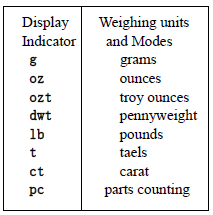 Display Weighing units
Indicator and Modes
g grams
oz ounces
ozt troy ounces
dwt pennyweight
lb pounds
t taels
ct carat
pc parts counting